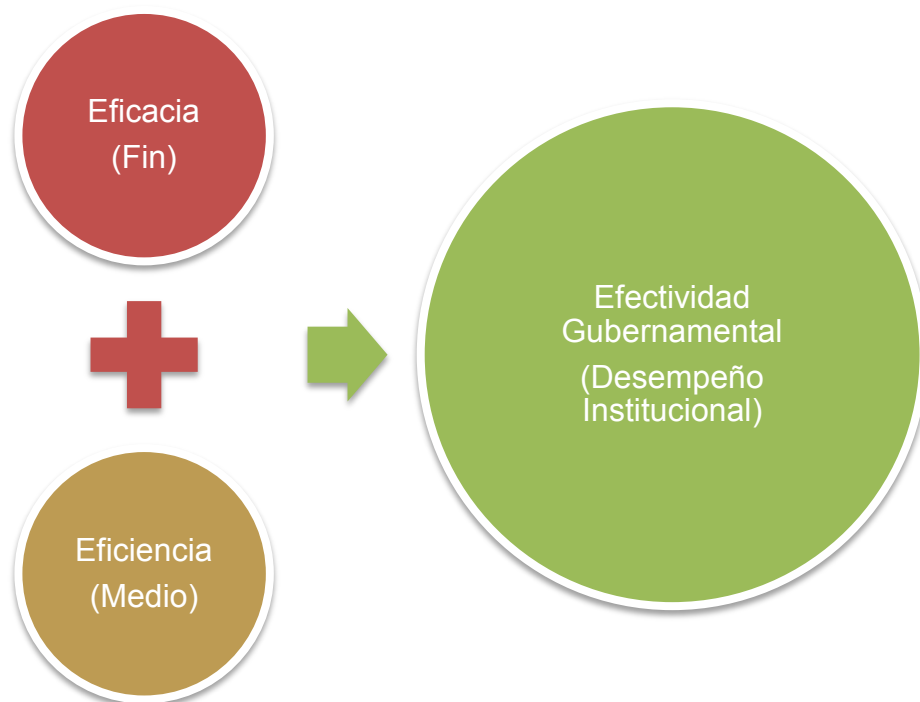 Eficacia
(Fin)
Eficiencia
(Medio)
Efectividad
Gubernamental
(Desempeño
Institucional)